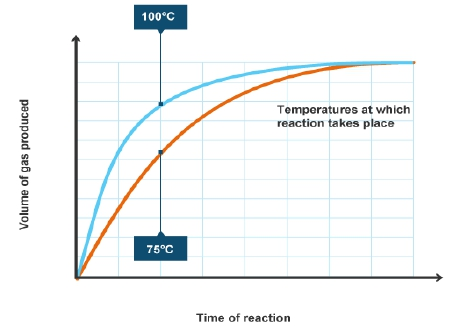 100°C
Temperatures at which
reaction takes place
Volume of gas produced
75°C
Time of reaction